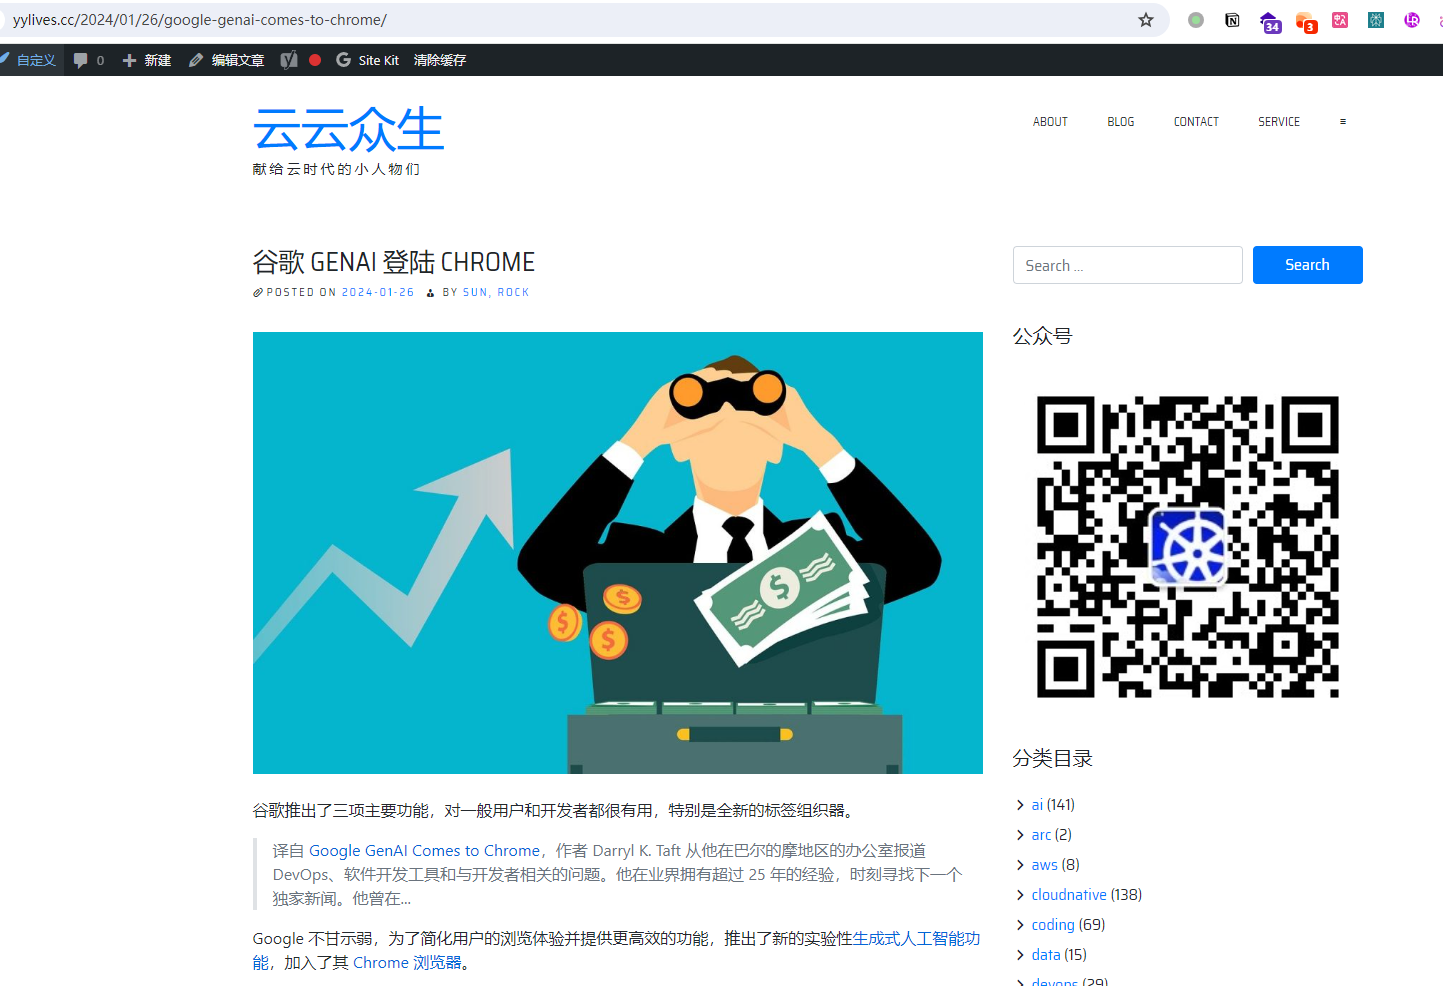 yylives.cc/2024/01/26/google-genai-comes-to-chrome/
34
3
自定义
0
新建
编辑文章
Site Kit
清除缓存
云云众生
献给云时代的小人物们
ABOUT
BLOG
CONTACT
SERVICE
谷歌 GENAI 登陆 CHROME
POSTED ON 2024-01-26 BY SUN, ROCK
谷歌推出了三项主要功能，对一般用户和开发者都很有用，特别是全新的标签组织器。
译自 Google GenAI Comes to Chrome，作者 Darryl K. Taft 从他在巴尔的摩地区的办公室报道
DevOps、软件开发工具和与开发者相关的问题。他在业界拥有超过 25 年的经验，时刻寻找下一个
独家新闻。他曾在...
Google 不甘示弱，为了简化用户的浏览体验并提供更高效的功能，推出了新的实验性生成式人工智能功
能，加入了其 Chrome 浏览器。
Search …
Search
公众号
分类目录
ai (141)
arc (2)
aws (8)
cloudnative (138)
coding (69)
data (15)
devops (29)